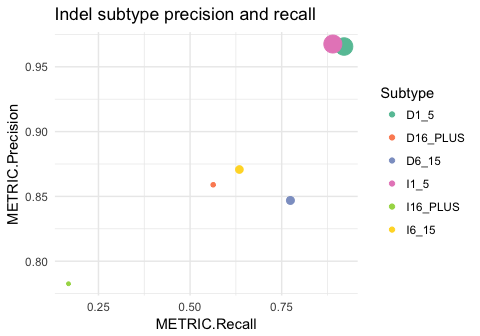 Indel subtype precision and recall
METRIC.Precision
0.95
0.90
0.85
0.80
0.25
0.50
0.75
METRIC.Recall
Subtype
D1_5
D16_PLUS
D6_15
I1_5
I16_PLUS
I6_15